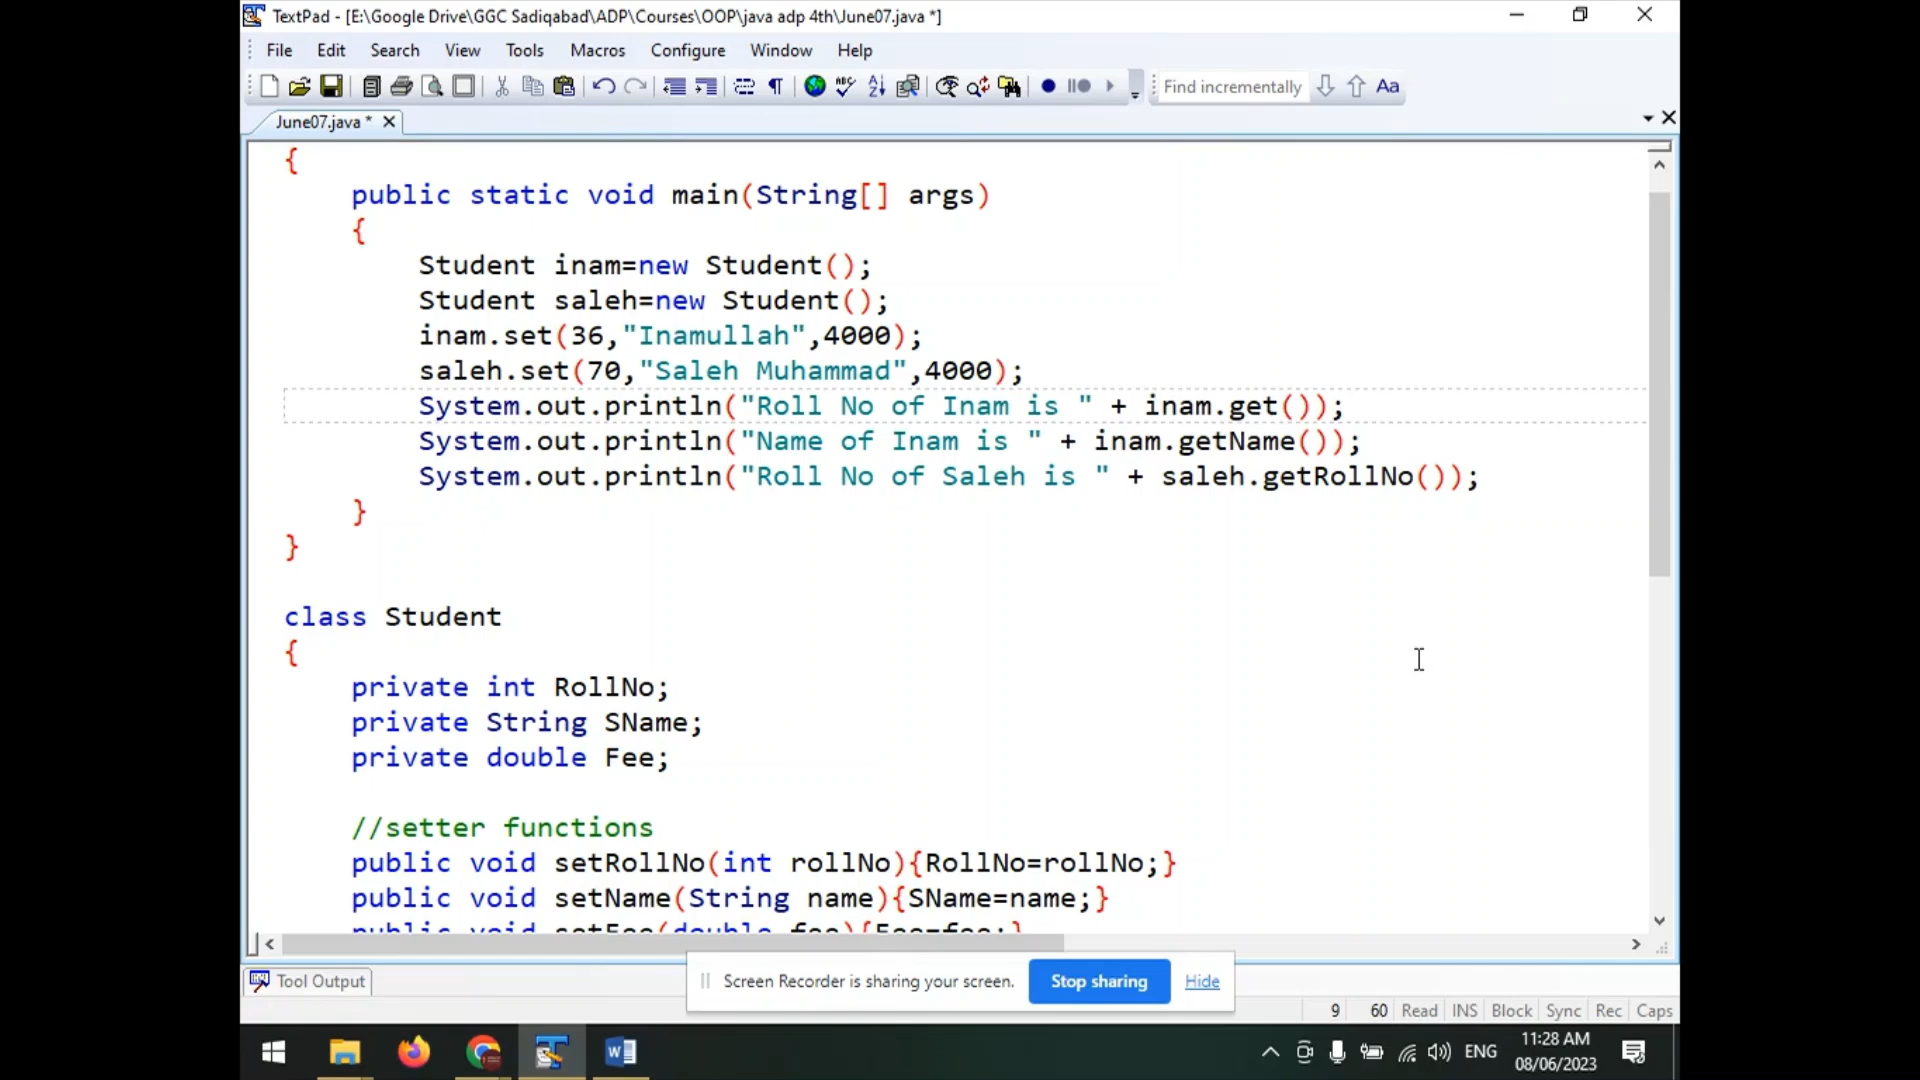 TextPad - [E:\Google Drive\GGC Sadiqabad\ADP\Courses\OOP\java adp 4th\June07.java *]
File Edit Search View Tools Macros Configure Window Help
Find incrementally Aa
June07.java *
{
public static void main(String[] args)
{
Student inam=new Student();
Student saleh=new Student();
inam.set(36,"Inamullah",4000);
saleh.set(70,"Saleh Muhammad",4000);
System.out.println("Roll No of Inam is " + inam.get());
System.out.println("Name of Inam is " + inam.getName());
System.out.println("Roll No of Saleh is " + saleh.getRollNo());
}
}
class Student
{
private int RollNo;
private String SName;
private double Fee;
//setter functions
public void setRollNo(int rollNo){RollNo=rollNo;}
public void setName(String name){SName=name;}
public void setFee(double fee){Fee=fee;}
Tool Output
Screen Recorder is sharing your screen. Stop sharing Hide
9 60 Read INS Block Sync Rec Caps
ENG 11:28 AM
08/06/2023